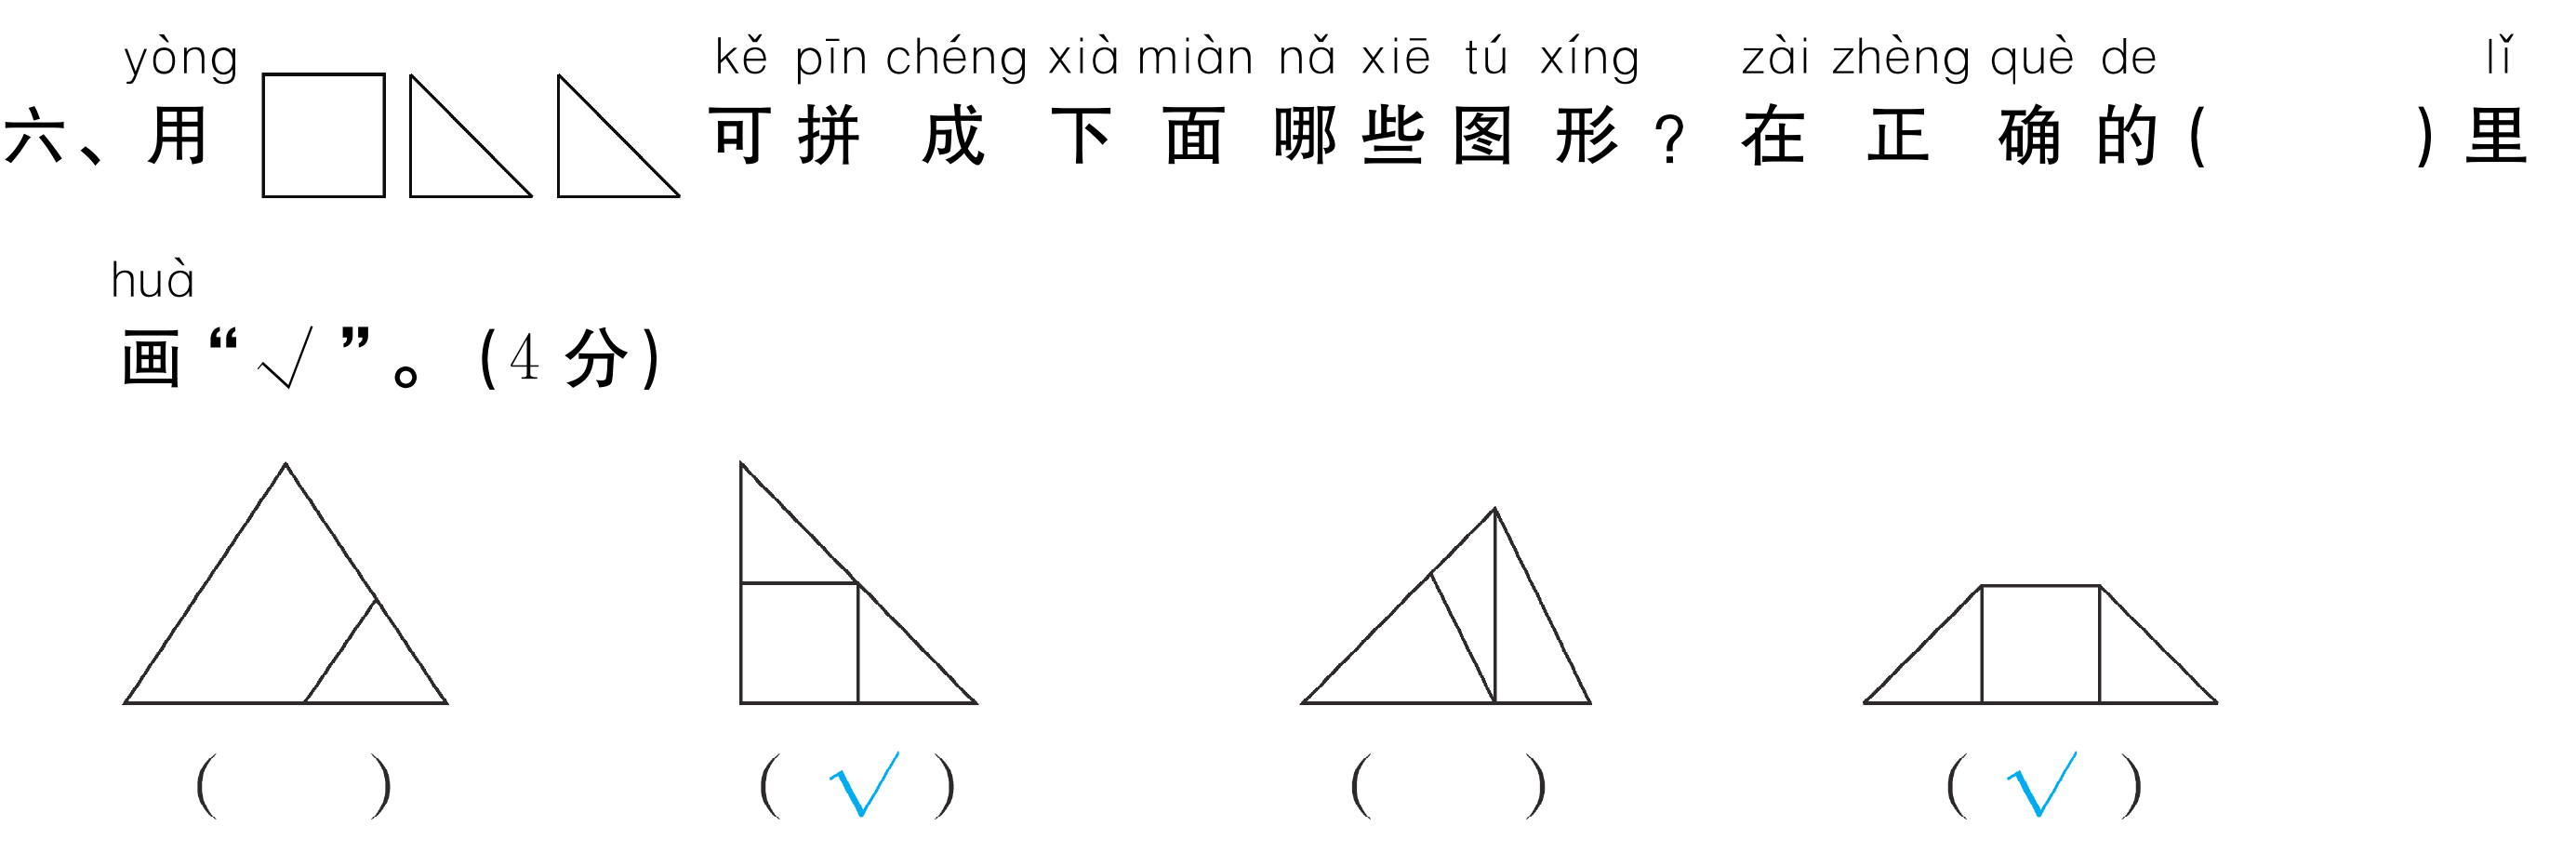 yòng kě pīn chéng xià miàn nǎ xiē tú xíng zài zhèng què de lǐ
六、用 可拼成下面哪些图形？在正确的( )里
huà
画“√”。(4分)
( ) ( √ ) ( ) ( √ )